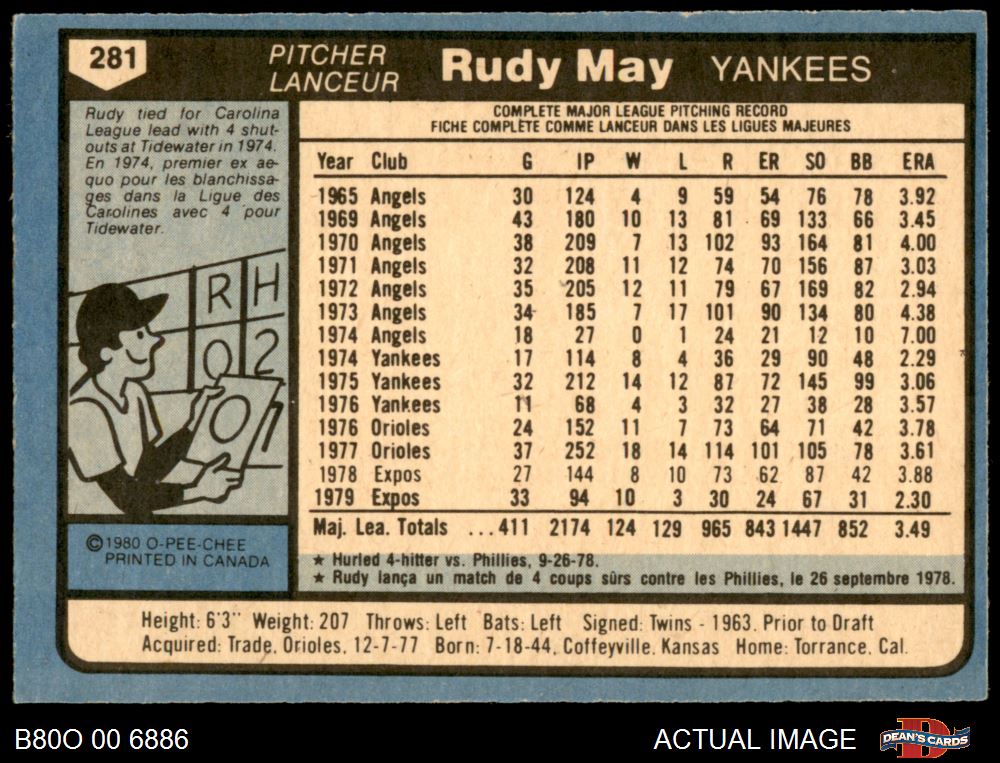 281
PITCHER
LANCEUR
Rudy May YANKEES
Rudy tied for Carolina
League lead with 4 shut-
outs at Tidewater in 1974.
En 1974, premier ex ae-
quo pour les blanchissa-
ges dans la Ligue des
Carolines avec 4 pour
Tidewater.
R H
0 2
0 7
©1980 O-PEE-CHEE
PRINTED IN CANADA
COMPLETE MAJOR LEAGUE PITCHING RECORD
FICHE COMPLÈTE COMME LANCEUR DANS LES LIGUES MAJEURES
Year Club G IP W L R ER SO BB ERA
1965 Angels 30 124 4 9 59 54 76 78 3.92
1969 Angels 43 180 10 13 81 69 133 66 3.45
1970 Angels 38 209 7 13 102 93 164 81 4.00
1971 Angels 32 208 11 12 74 70 156 87 3.03
1972 Angels 35 205 12 11 79 67 169 82 2.94
1973 Angels 34 185 7 17 101 90 134 80 4.38
1974 Angels 18 27 0 1 24 21 12 10 7.00
1974 Yankees 17 114 8 4 36 29 90 48 2.29
1975 Yankees 32 212 14 12 87 72 145 99 3.06
1976 Yankees 11 68 4 3 32 27 38 28 3.57
1976 Orioles 24 152 11 7 73 64 71 42 3.78
1977 Orioles 37 252 18 14 114 101 105 78 3.61
1978 Expos 27 144 8 10 73 62 87 42 3.88
1979 Expos 33 94 10 3 30 24 67 31 2.30
Maj. Lea. Totals ...411 2174 124 129 965 843 1447 852 3.49
★ Hurled 4-hitter vs. Phillies, 9-26-78.
★ Rudy lança un match de 4 coups sûrs contre les Phillies, le 26 septembre 1978.
Height: 6'3" Weight: 207 Throws: Left Bats: Left Signed: Twins - 1963, Prior to Draft
Acquired: Trade, Orioles, 12-7-77 Born: 7-18-44, Coffeyville, Kansas Home: Torrance, Cal.
B80O 00 6886
ACTUAL IMAGE
D
DEAN'S CARDS